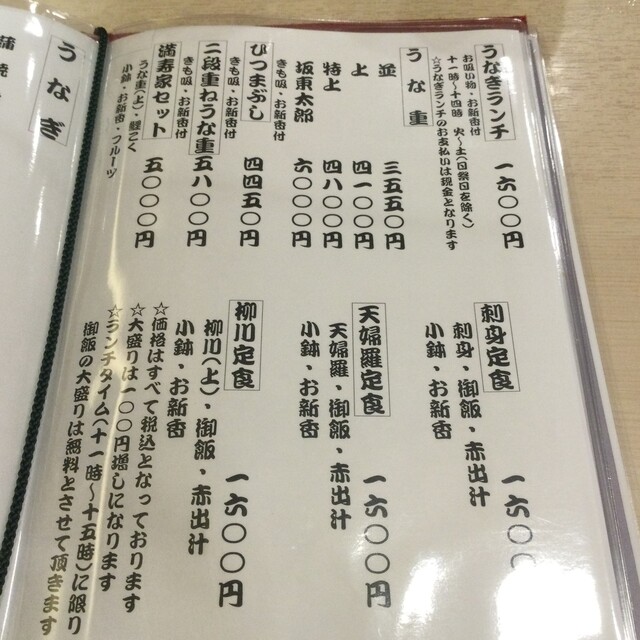 うなぎランチ 一六〇〇円
お吸い物・お新香付
十一時～十四時 火～土(日祭日を除く)
☆うなぎランチのお支払いは現金となります
うな重
並 三五五〇円
上 四一〇〇円
特上 四八〇〇円
坂東太郎 六〇〇〇円
きも吸、お新香付
ひつまぶし 四四五〇円
きも吸、お新香付
二段重ねうな重 五八〇〇円
きも吸、お新香付
満寿家セット 五〇〇〇円
うな重(上)・鯉こく
小鉢・お新香・フルーツ
刺身定食 一六〇〇
刺身・御飯・赤出汁
小鉢・お新香
天婦羅定食 一六〇〇円
天婦羅・御飯・赤出汁
小鉢・お新香
柳川定食 一六〇〇円
柳川(上)・御飯・赤出汁
小鉢・お新香
☆価格はすべて税込となっております
☆大盛りは一〇〇円増しになります
☆ランチタイム(十一時～十五時)に限り
御飯の大盛りは無料とさせて頂きます
うなぎ
蒲焼